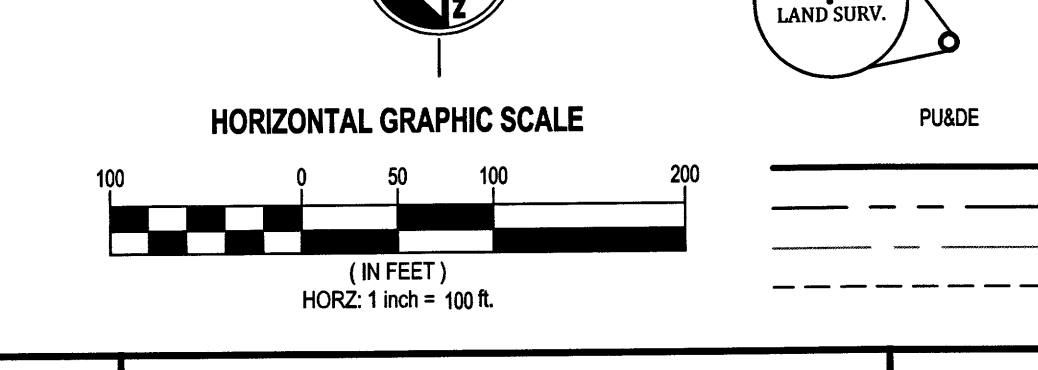 Z
LAND SURV.
HORIZONTAL GRAPHIC SCALE
PU&DE
100 0 50 100 200
( IN FEET )
HORZ: 1 inch = 100 ft.